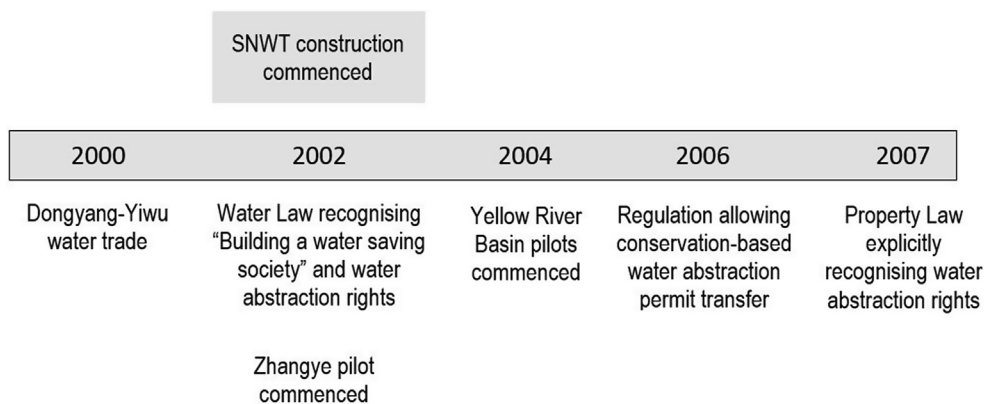 SNWT construction
commenced
2000
2002
2004
2006
2007
Dongyang-Yiwu
water trade
Water Law recognising
“Building a water saving
society” and water
abstraction rights
Zhangye pilot
commenced
Yellow River
Basin pilots
commenced
Regulation allowing
conservation-based
water abstraction
permit transfer
Property Law
explicitly
recognising water
abstraction rights